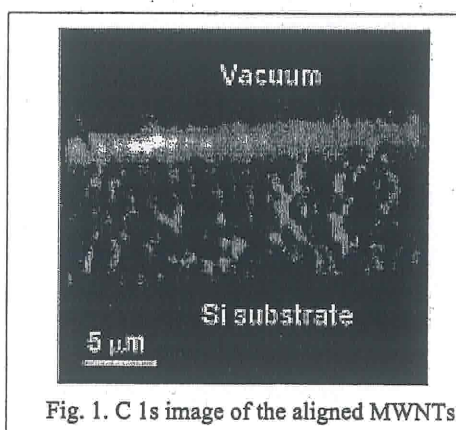 Vacuum
Si substrate
5 μm
Fig. 1. C 1s image of the aligned MWNTs